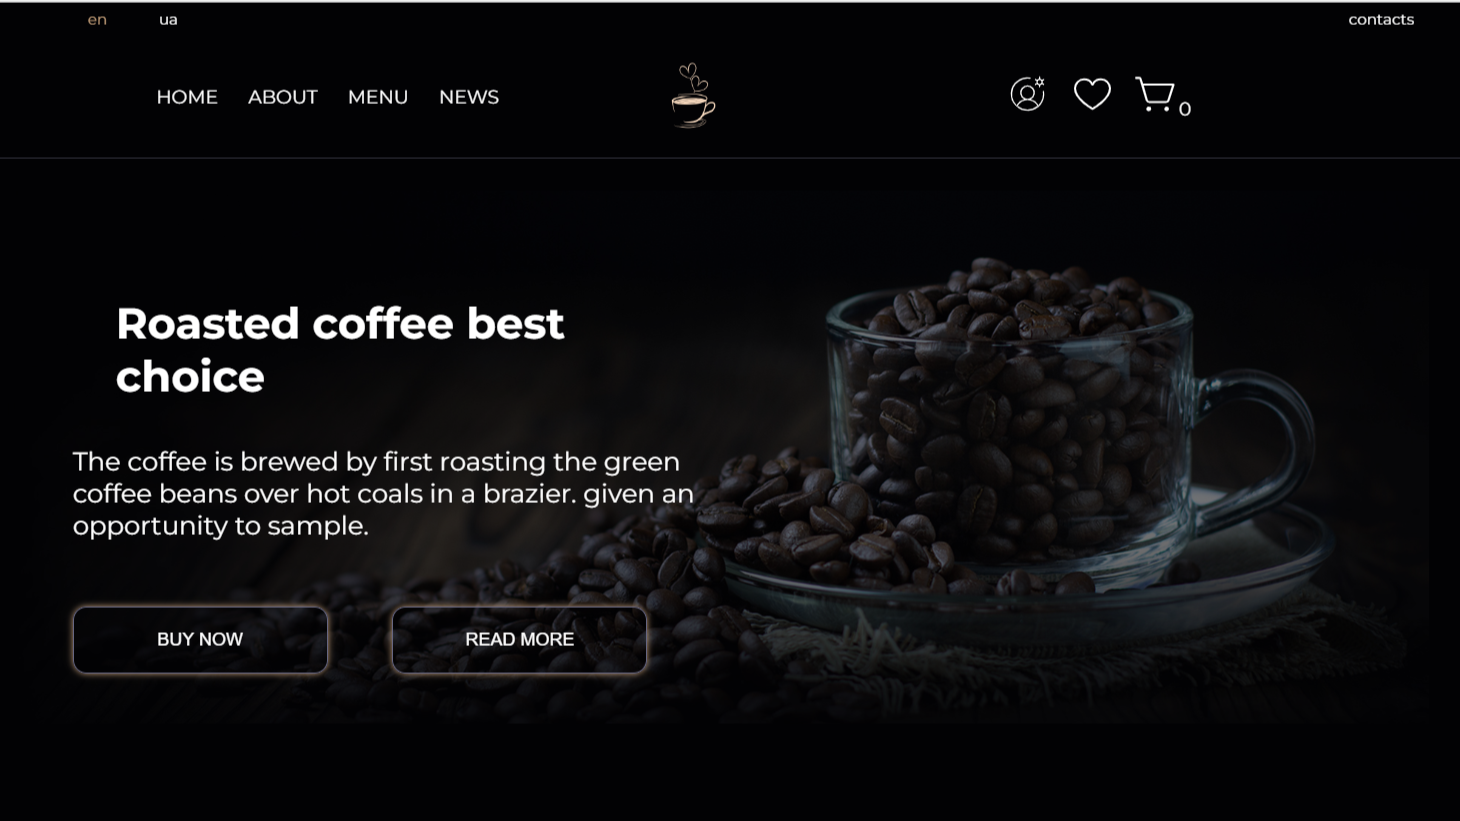 en ua contacts
HOME ABOUT MENU NEWS 0
Roasted coffee best
choice
The coffee is brewed by first roasting the green
coffee beans over hot coals in a brazier. given an
opportunity to sample.
BUY NOW READ MORE